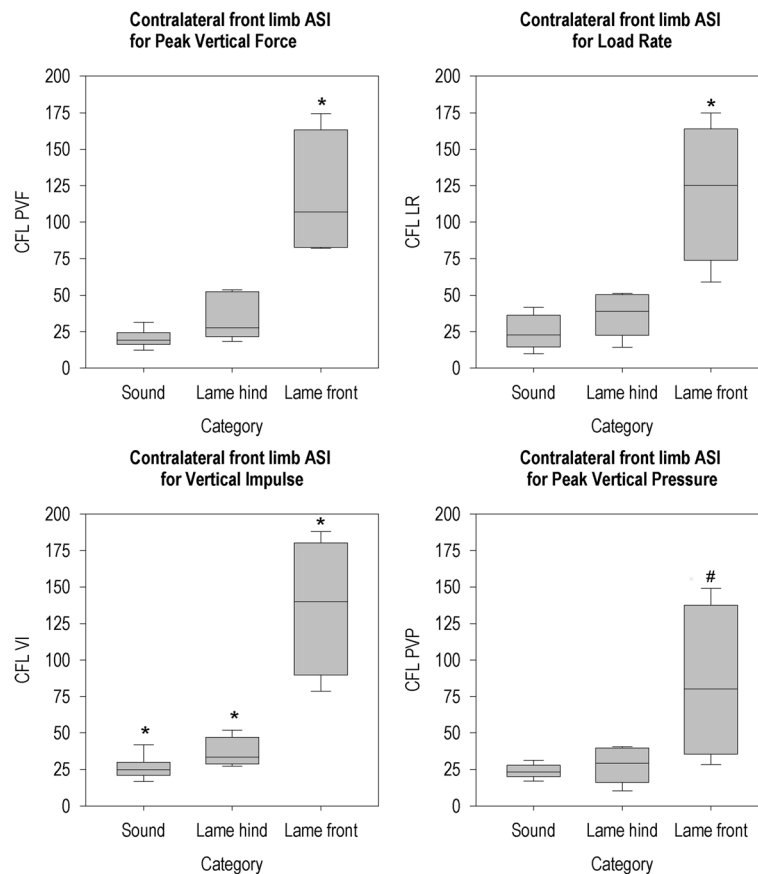 Contralateral front limb ASI
for Peak Vertical Force
CFL PVF
200
175
150
125
100
75
50
25
0
*
Sound Lame hind Lame front
Category
Contralateral front limb ASI
for Load Rate
CFL LR
200
175
150
125
100
75
50
25
0
*
Sound Lame hind Lame front
Category
Contralateral front limb ASI
for Vertical Impulse
CFL VI
200
175
150
125
100
75
50
25
0
* * *
Sound Lame hind Lame front
Category
Contralateral front limb ASI
for Peak Vertical Pressure
CFL PVP
200
175
150
125
100
75
50
25
0
#
Sound Lame hind Lame front
Category